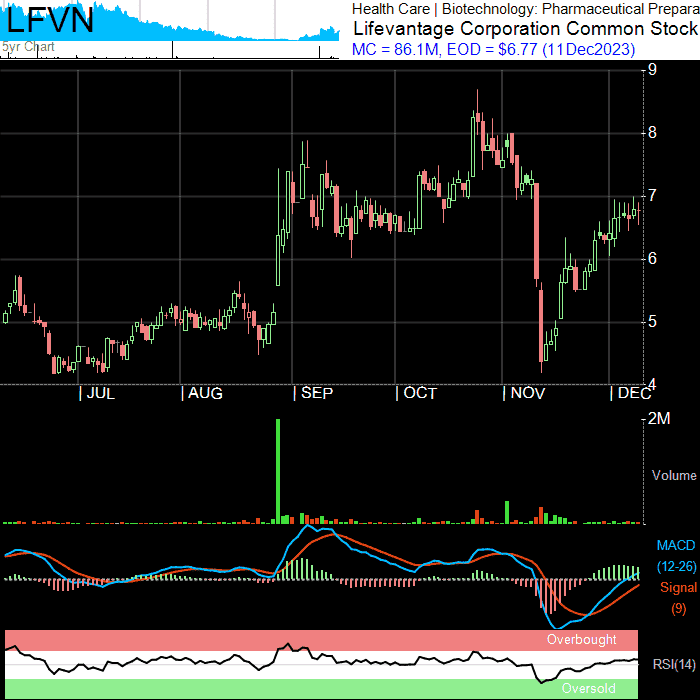 LFVN
5yr Chart
Health Care | Biotechnology: Pharmaceutical Prepara
Lifevantage Corporation Common Stock
MC = 86.1M, EOD = $6.77 (11Dec2023)
9
8
7
6
5
4
| JUL | AUG | SEP | OCT | NOV | DEC
2M
Volume
MACD
(12-26)
Signal
(9)
Overbought
RSI(14)
Oversold